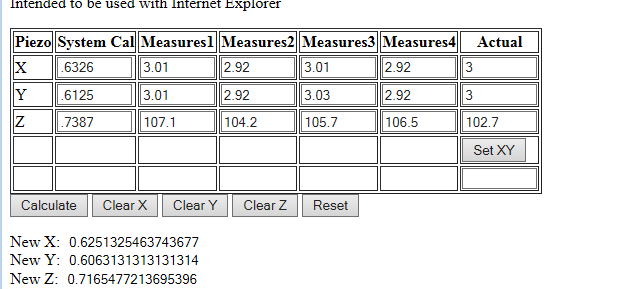 Intended to be used with Internet Explorer
Piezo System Cal Measures1 Measures2 Measures3 Measures4 Actual
X .6326 3.01 2.92 3.01 2.92 3
Y .6125 3.01 2.92 3.03 2.92 3
Z .7387 107.1 104.2 105.7 106.5 102.7
Set XY
Calculate Clear X Clear Y Clear Z Reset
New X: 0.6251325463743677
New Y: 0.6063131313131314
New Z: 0.7165477213695396